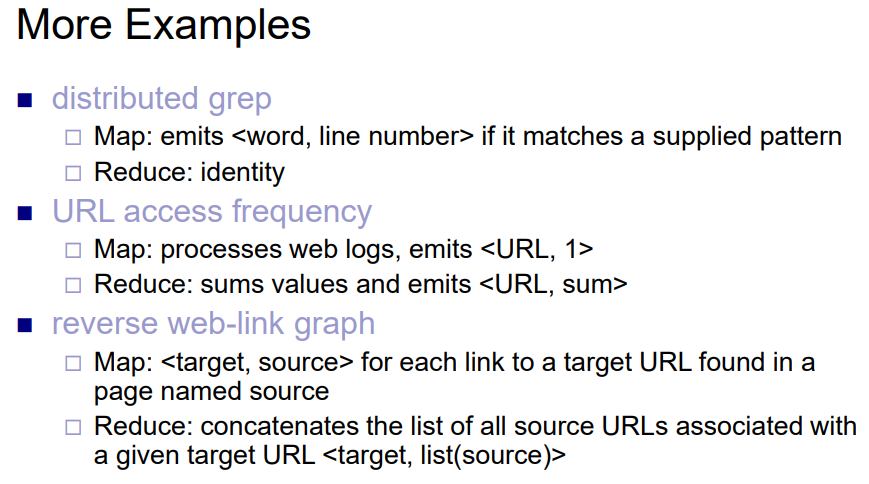 More Examples
distributed grep
Map: emits <word, line number> if it matches a supplied pattern
Reduce: identity
URL access frequency
Map: processes web logs, emits <URL, 1>
Reduce: sums values and emits <URL, sum>
reverse web-link graph
Map: <target, source> for each link to a target URL found in a
page named source
Reduce: concatenates the list of all source URLs associated with
a given target URL <target, list(source)>